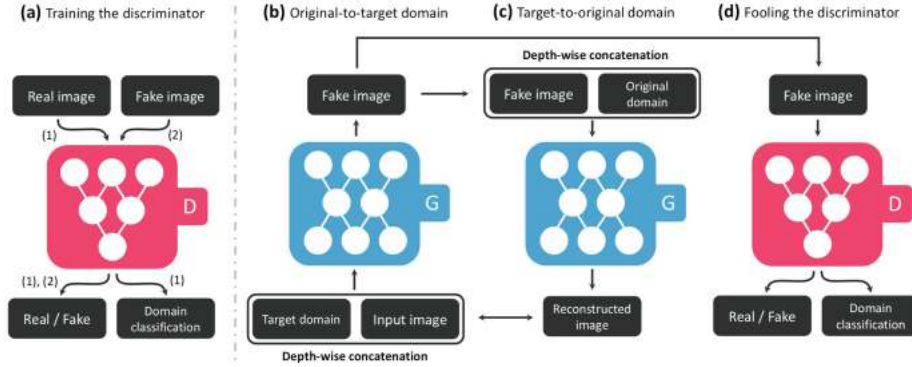 (a) Training the discriminator
(b) Original-to-target domain
(c) Target-to-original domain
(d) Fooling the discriminator
Real image
Fake image
(1)
(2)
D
(1), (2)
(1)
Real / Fake
Domain
classification
Fake image
G
Target domain
Input image
Depth-wise concatenation
Depth-wise concatenation
Fake image
Original
domain
G
Reconstructed
image
Fake image
D
Real / Fake
Domain
classification